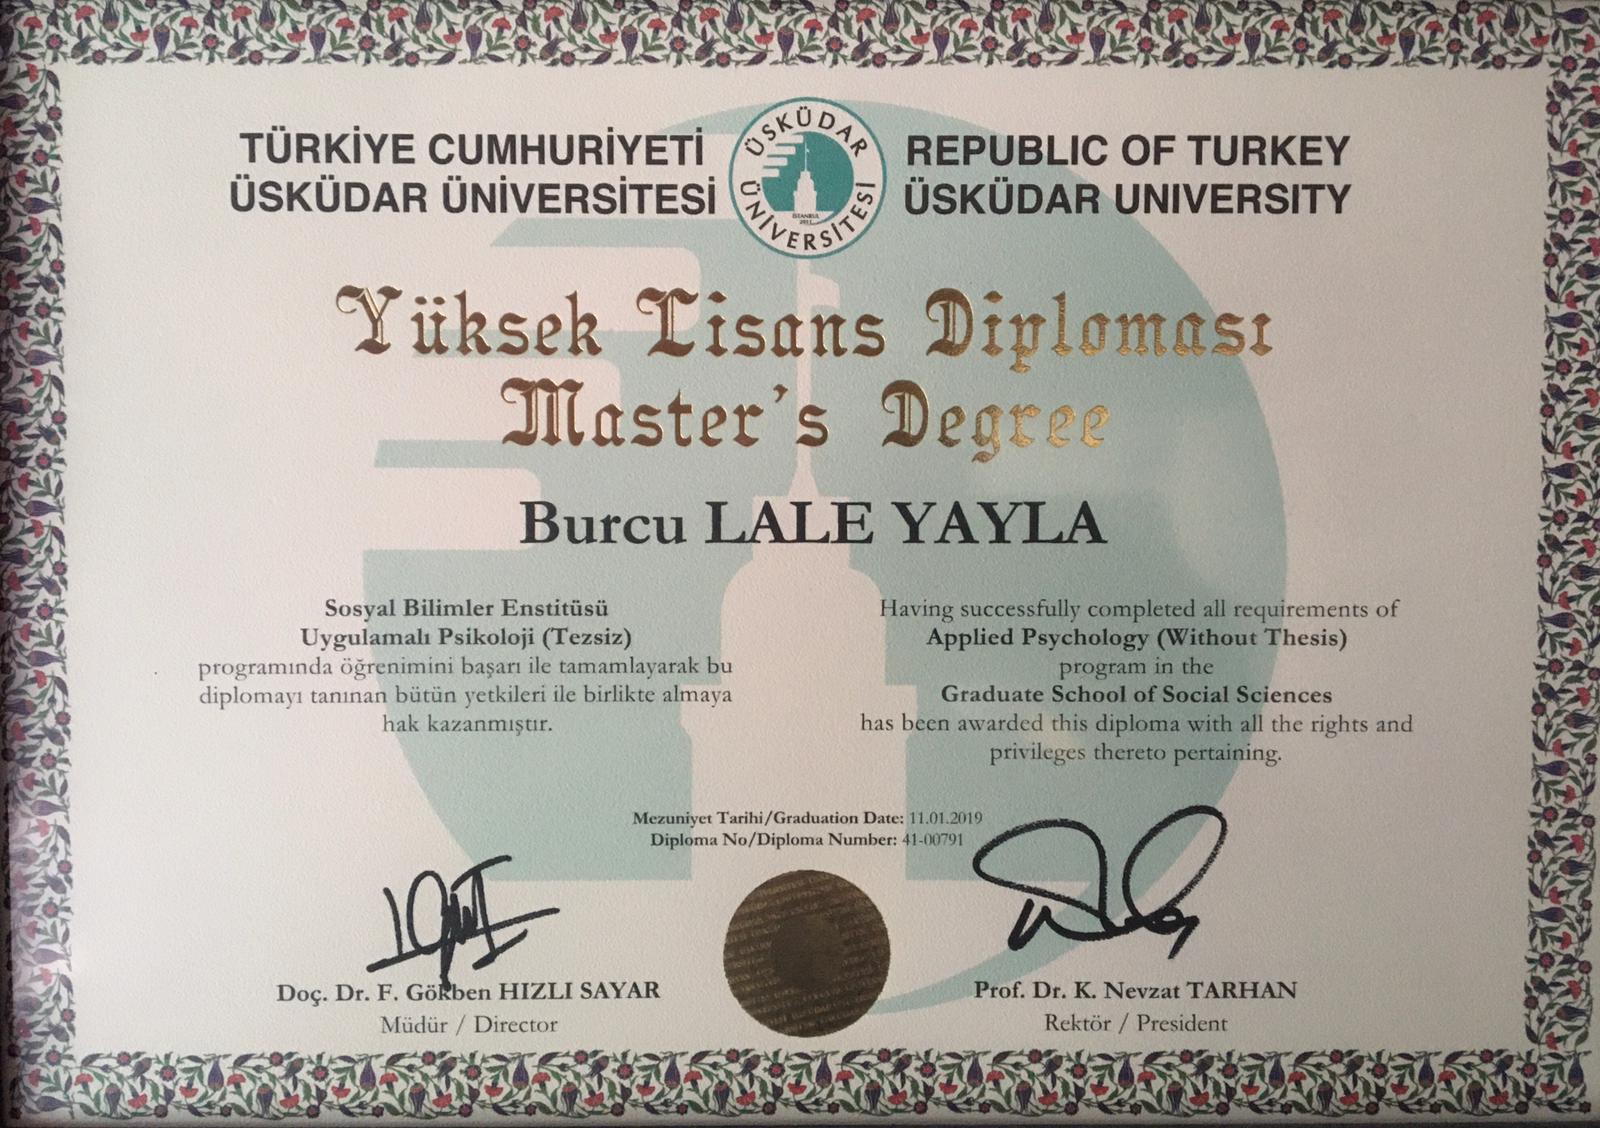 TÜRKİYE CUMHURİYETİ
ÜSKÜDAR ÜNİVERSİTESİ
ÜSKÜDAR
ÜNİVERSİTESİ
İSTANBUL
2011
REPUBLIC OF TURKEY
ÜSKÜDAR UNIVERSITY
Yüksek Lisans Diploması
Master's Degree
Burcu LALE YAYLA
Sosyal Bilimler Enstitüsü
Uygulamalı Psikoloji (Tezsiz)
programında öğrenimini başarı ile tamamlayarak bu
diplomayı tanınan bütün yetkileri ile birlikte almaya
hak kazanmıştır.
Having successfully completed all requirements of
Applied Psychology (Without Thesis)
program in the
Graduate School of Social Sciences
has been awarded this diploma with all the rights and
privileges thereto pertaining.
Mezuniyet Tarihi/Graduation Date: 11.01.2019
Diploma No/Diploma Number: 41-00791
Doç. Dr. F. Gökben HIZLI SAYAR
Müdür / Director
Prof. Dr. K. Nevzat TARHAN
Rektör / President